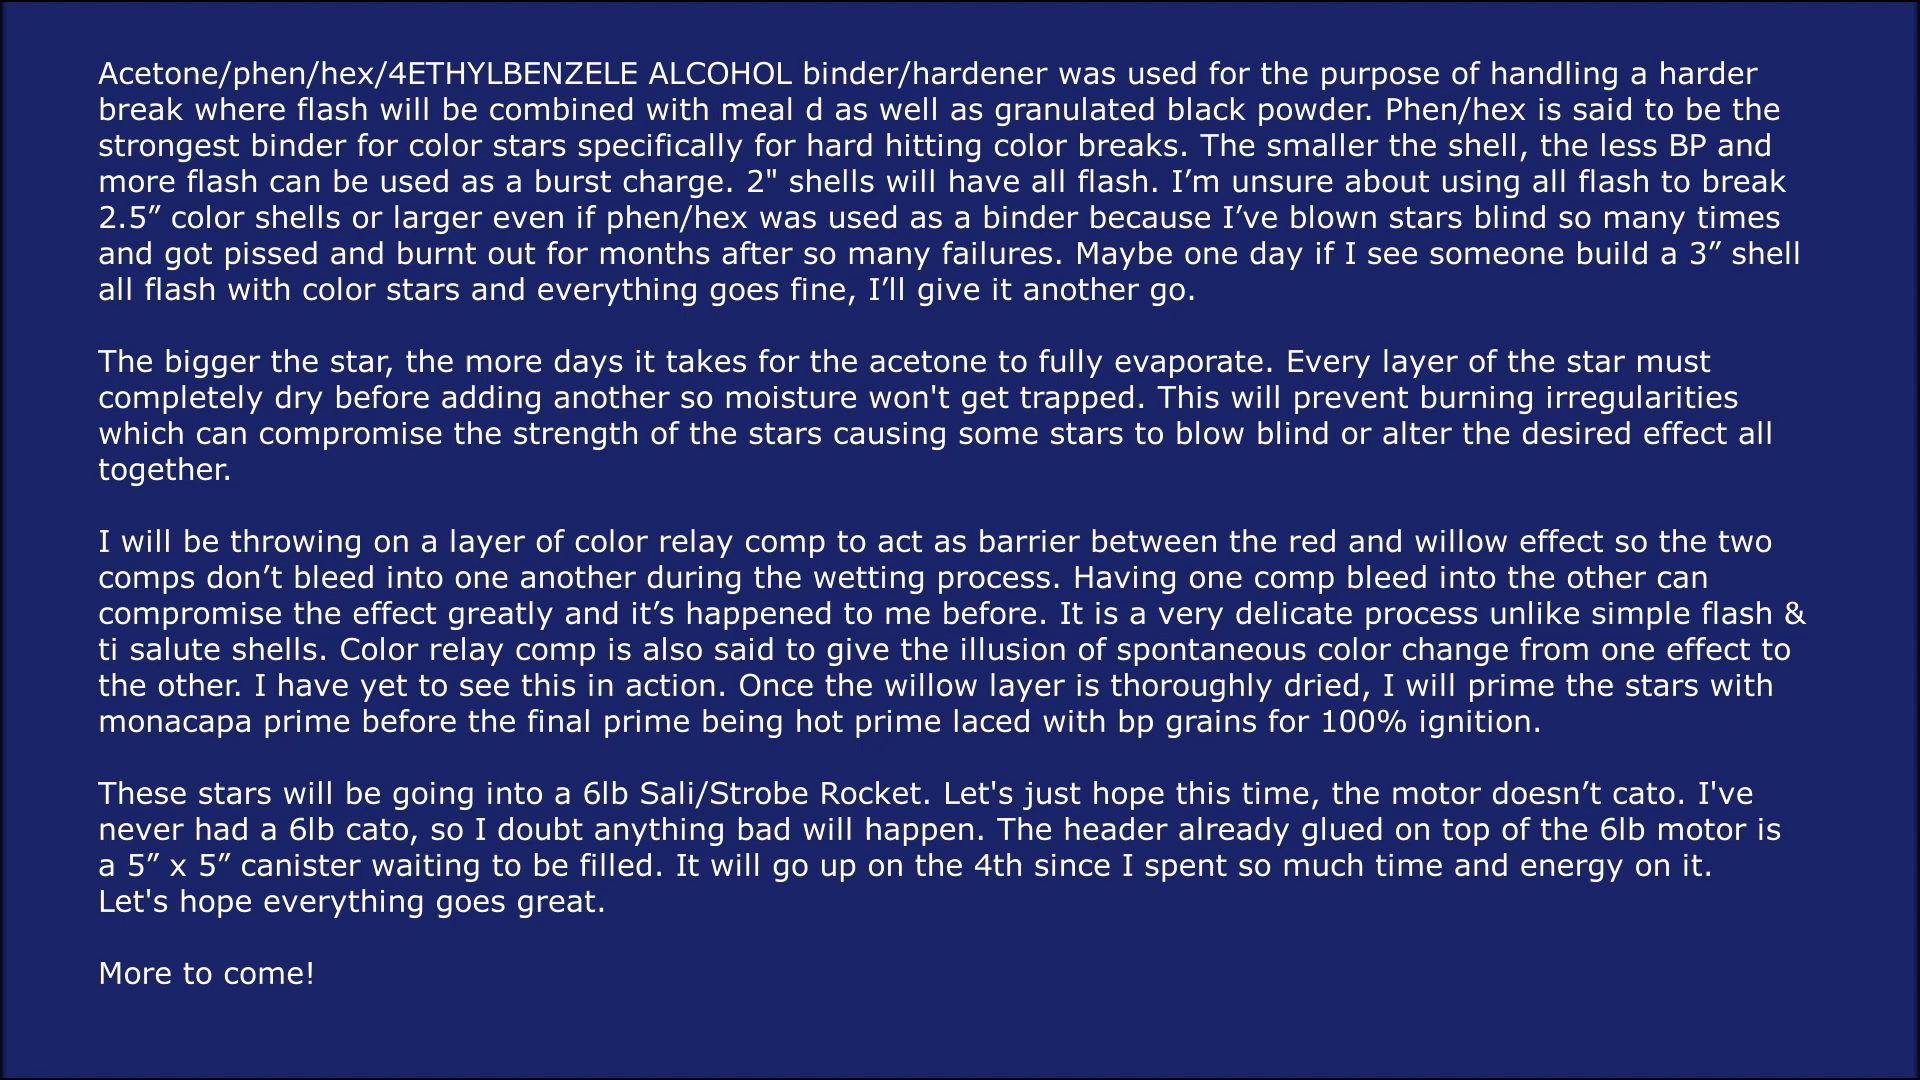 Acetone/phen/hex/4ETHYLBENZELE ALCOHOL binder/hardener was used for the purpose of handling a harder
break where flash will be combined with meal d as well as granulated black powder. Phen/hex is said to be the
strongest binder for color stars specifically for hard hitting color breaks. The smaller the shell, the less BP and
more flash can be used as a burst charge. 2" shells will have all flash. I’m unsure about using all flash to break
2.5” color shells or larger even if phen/hex was used as a binder because I’ve blown stars blind so many times
and got pissed and burnt out for months after so many failures. Maybe one day if I see someone build a 3” shell
all flash with color stars and everything goes fine, I’ll give it another go.

The bigger the star, the more days it takes for the acetone to fully evaporate. Every layer of the star must
completely dry before adding another so moisture won't get trapped. This will prevent burning irregularities
which can compromise the strength of the stars causing some stars to blow blind or alter the desired effect all
together.

I will be throwing on a layer of color relay comp to act as barrier between the red and willow effect so the two
comps don’t bleed into one another during the wetting process. Having one comp bleed into the other can
compromise the effect greatly and it’s happened to me before. It is a very delicate process unlike simple flash &
ti salute shells. Color relay comp is also said to give the illusion of spontaneous color change from one effect to
the other. I have yet to see this in action. Once the willow layer is thoroughly dried, I will prime the stars with
monacapa prime before the final prime being hot prime laced with bp grains for 100% ignition.

These stars will be going into a 6lb Sali/Strobe Rocket. Let's just hope this time, the motor doesn’t cato. I've
never had a 6lb cato, so I doubt anything bad will happen. The header already glued on top of the 6lb motor is
a 5” x 5” canister waiting to be filled. It will go up on the 4th since I spent so much time and energy on it.
Let's hope everything goes great.

More to come!